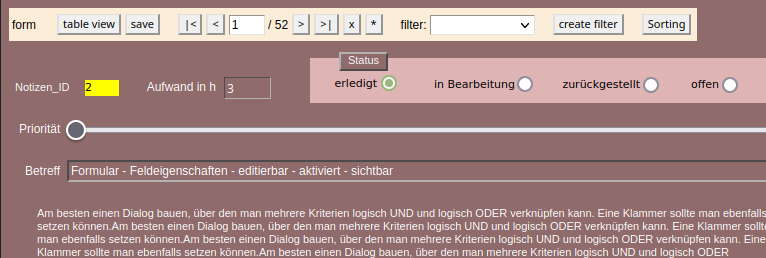 form table view save |< < 1 / 52 > >| x * filter: create filter Sorting
Status
Notizen_ID 2 Aufwand in h 3 erledigt in Bearbeitung zurückgestellt offen
Priorität
Betreff Formular - Feldeigenschaften - editierbar - aktiviert - sichtbar
Am besten einen Dialog bauen, über den man mehrere Kriterien logisch UND und logisch ODER verknüpfen kann. Eine Klammer sollte man ebenfalls
setzen können.Am besten einen Dialog bauen, über den man mehrere Kriterien logisch UND und logisch ODER verknüpfen kann. Eine Klammer sollte
man ebenfalls setzen können.Am besten einen Dialog bauen, über den man mehrere Kriterien logisch UND und logisch ODER verknüpfen kann. Eine
Klammer sollte man ebenfalls setzen können.Am besten einen Dialog bauen, über den man mehrere Kriterien logisch UND und logisch ODER